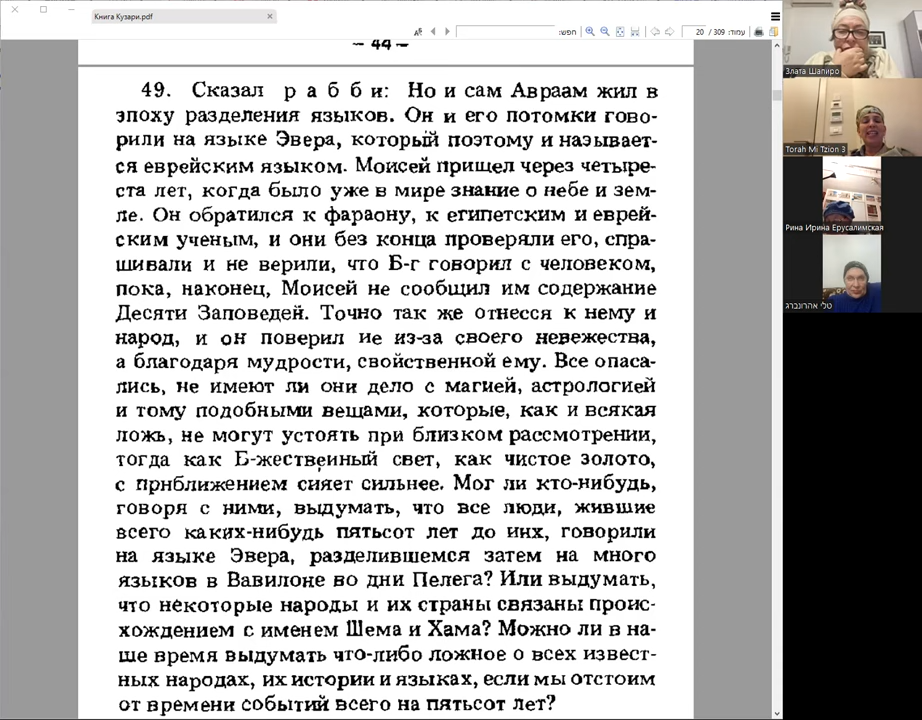 Книга Кузари.pdf
חפש:
עמוד: 20 / 309
– 44 –
49. Сказал рабби: Но и сам Авраам жил в
эпоху разделения языков. Он и его потомки гово-
рили на языке Эвера, который поэтому и называет-
ся еврейским языком. Моисей пришел через четыре-
ста лет, когда было уже в мире знание о небе и зем-
ле. Он обратился к фараону, к египетским и еврей-
ским ученым, и они без конца проверяли его, спра-
шивали и не верили, что Б-г говорил с человеком,
пока, наконец, Моисей не сообщил им содержание
Десяти Заповедей. Точно так же отнесся к нему и
народ, и он поверил ие из-за своего невежества,
а благодаря мудрости, свойственной ему. Все опаса-
лись, не имеют ли они дело с магией, астрологией
и тому подобными вещами, которые, как и всякая
ложь, не могут устоять при близком рассмотрении,
тогда как Б-жествеиный свет, как чистое золото,
с прнближением сияет сильнее. Мог ли кто-нибудь,
говоря с ними, выдумать, что все люди, жившие
всего каких-нибудь пятьсот лет до иих, говорили
на языке Эвера, разделившемся затем на много
языков в Вавилоне во дни Пелега? Или выдумать,
что некоторые народы и их страны связаны проис-
хождением с именем Шема и Хама? Можно ли в на-
ше время выдумать что-либо ложное о всех извест-
ных народах, их истории и языках, если мы отстоим
от времени событий всего на пятьсот лет?
Злата Шапиро
Torah Mi Tzion 3
Рина Ирина Ерусалимская
טלי אהרונברג